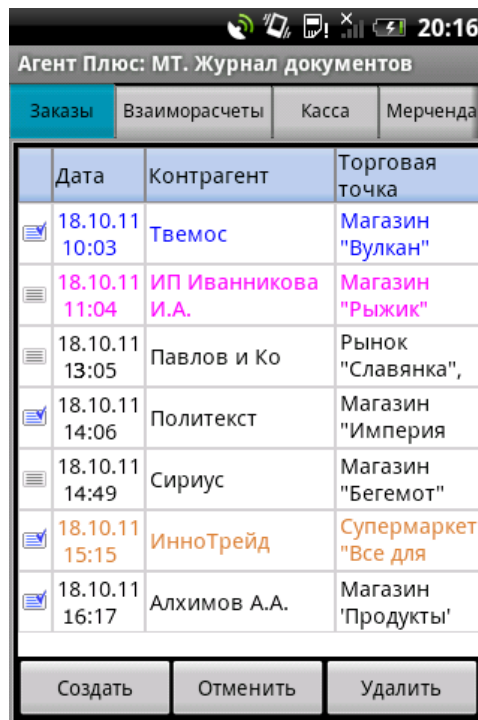 20:16
Агент Плюс: МТ. Журнал документов
Заказы Взаиморасчеты Касса Мерченда
Дата Контрагент Торговая
точка
18.10.11 Твемос Магазин
10:03 "Вулкан"
18.10.11 ИП Иванникова Магазин
11:04 И.А. "Рыжик"
18.10.11 Павлов и Ко Рынок
13:05 "Славянка",
18.10.11 Политекст Магазин
14:06 "Империя
18.10.11 Сириус Магазин
14:49 "Бегемот"
18.10.11 ИнноТрейд Супермаркет
15:15 "Все для
18.10.11 Алхимов А.А. Магазин
16:17 'Продукты'
Создать Отменить Удалить